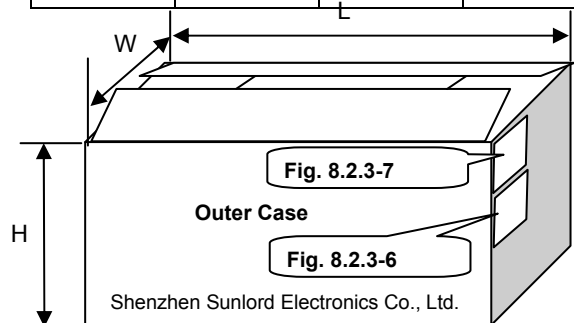 L
W
Fig. 8.2.3-7
Outer Case
H
Fig. 8.2.3-6
Shenzhen Sunlord Electronics Co., Ltd.